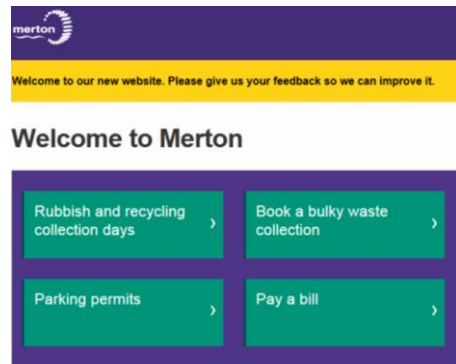 merton
Welcome to our new website. Please give us your feedback so we can improve it.
Welcome to Merton
Rubbish and recycling
collection days
Book a bulky waste
collection
Parking permits
Pay a bill